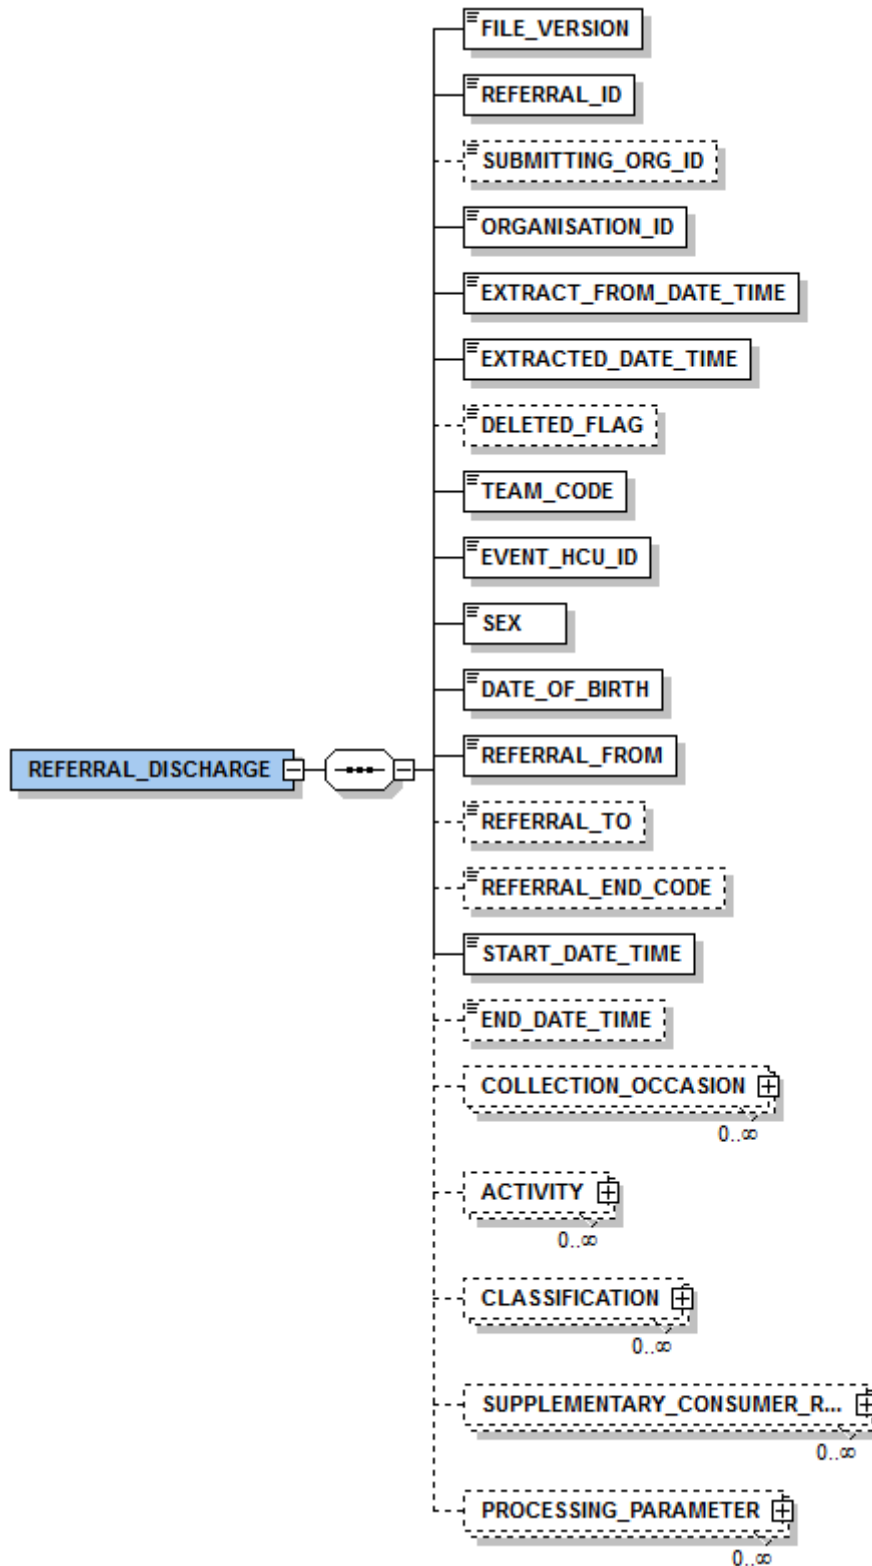 FILE_VERSION
REFERRAL_ID
SUBMITTING_ORG_ID
ORGANISATION_ID
EXTRACT_FROM_DATE_TIME
EXTRACTED_DATE_TIME
DELETED_FLAG
TEAM_CODE
EVENT_HCU_ID
SEX
DATE_OF_BIRTH
REFERRAL_FROM
REFERRAL_DISCHARGE
REFERRAL_TO
REFERRAL_END_CODE
START_DATE_TIME
END_DATE_TIME
COLLECTION_OCCASION
0..∞
ACTIVITY
0..∞
CLASSIFICATION
0..∞
SUPPLEMENTARY_CONSUMER_R...
0..∞
PROCESSING_PARAMETER
0..∞